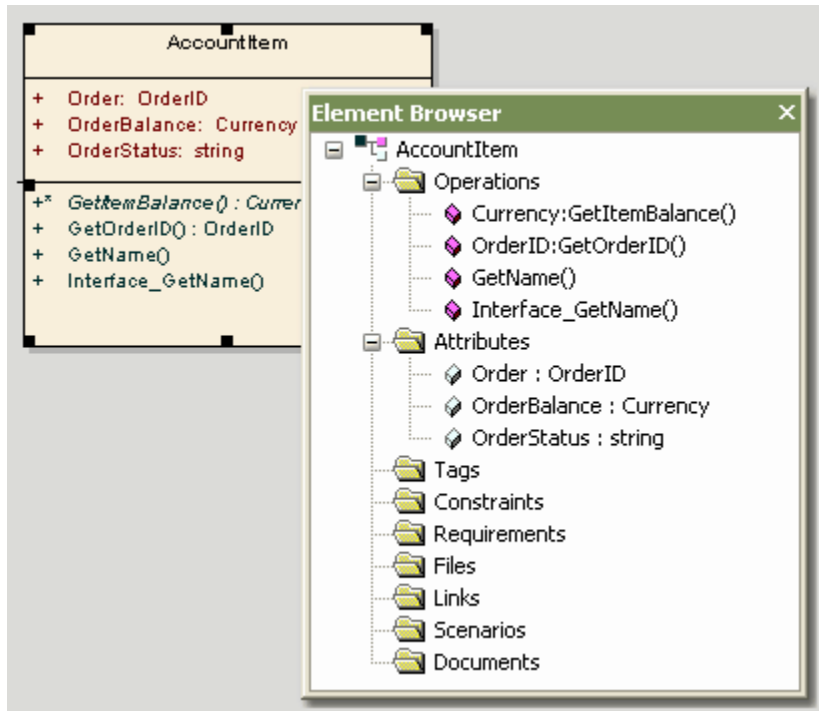 AccountItem
+ Order: OrderID
+ OrderBalance: Currency
+ OrderStatus: string
+* GetItemBalance() : Curren
+ GetOrderID() : OrderID
+ GetName()
+ Interface_GetName()
Element Browser
AccountItem
Operations
Currency:GetItemBalance()
OrderID:GetOrderID()
GetName()
Interface_GetName()
Attributes
Order : OrderID
OrderBalance : Currency
OrderStatus : string
Tags
Constraints
Requirements
Files
Links
Scenarios
Documents